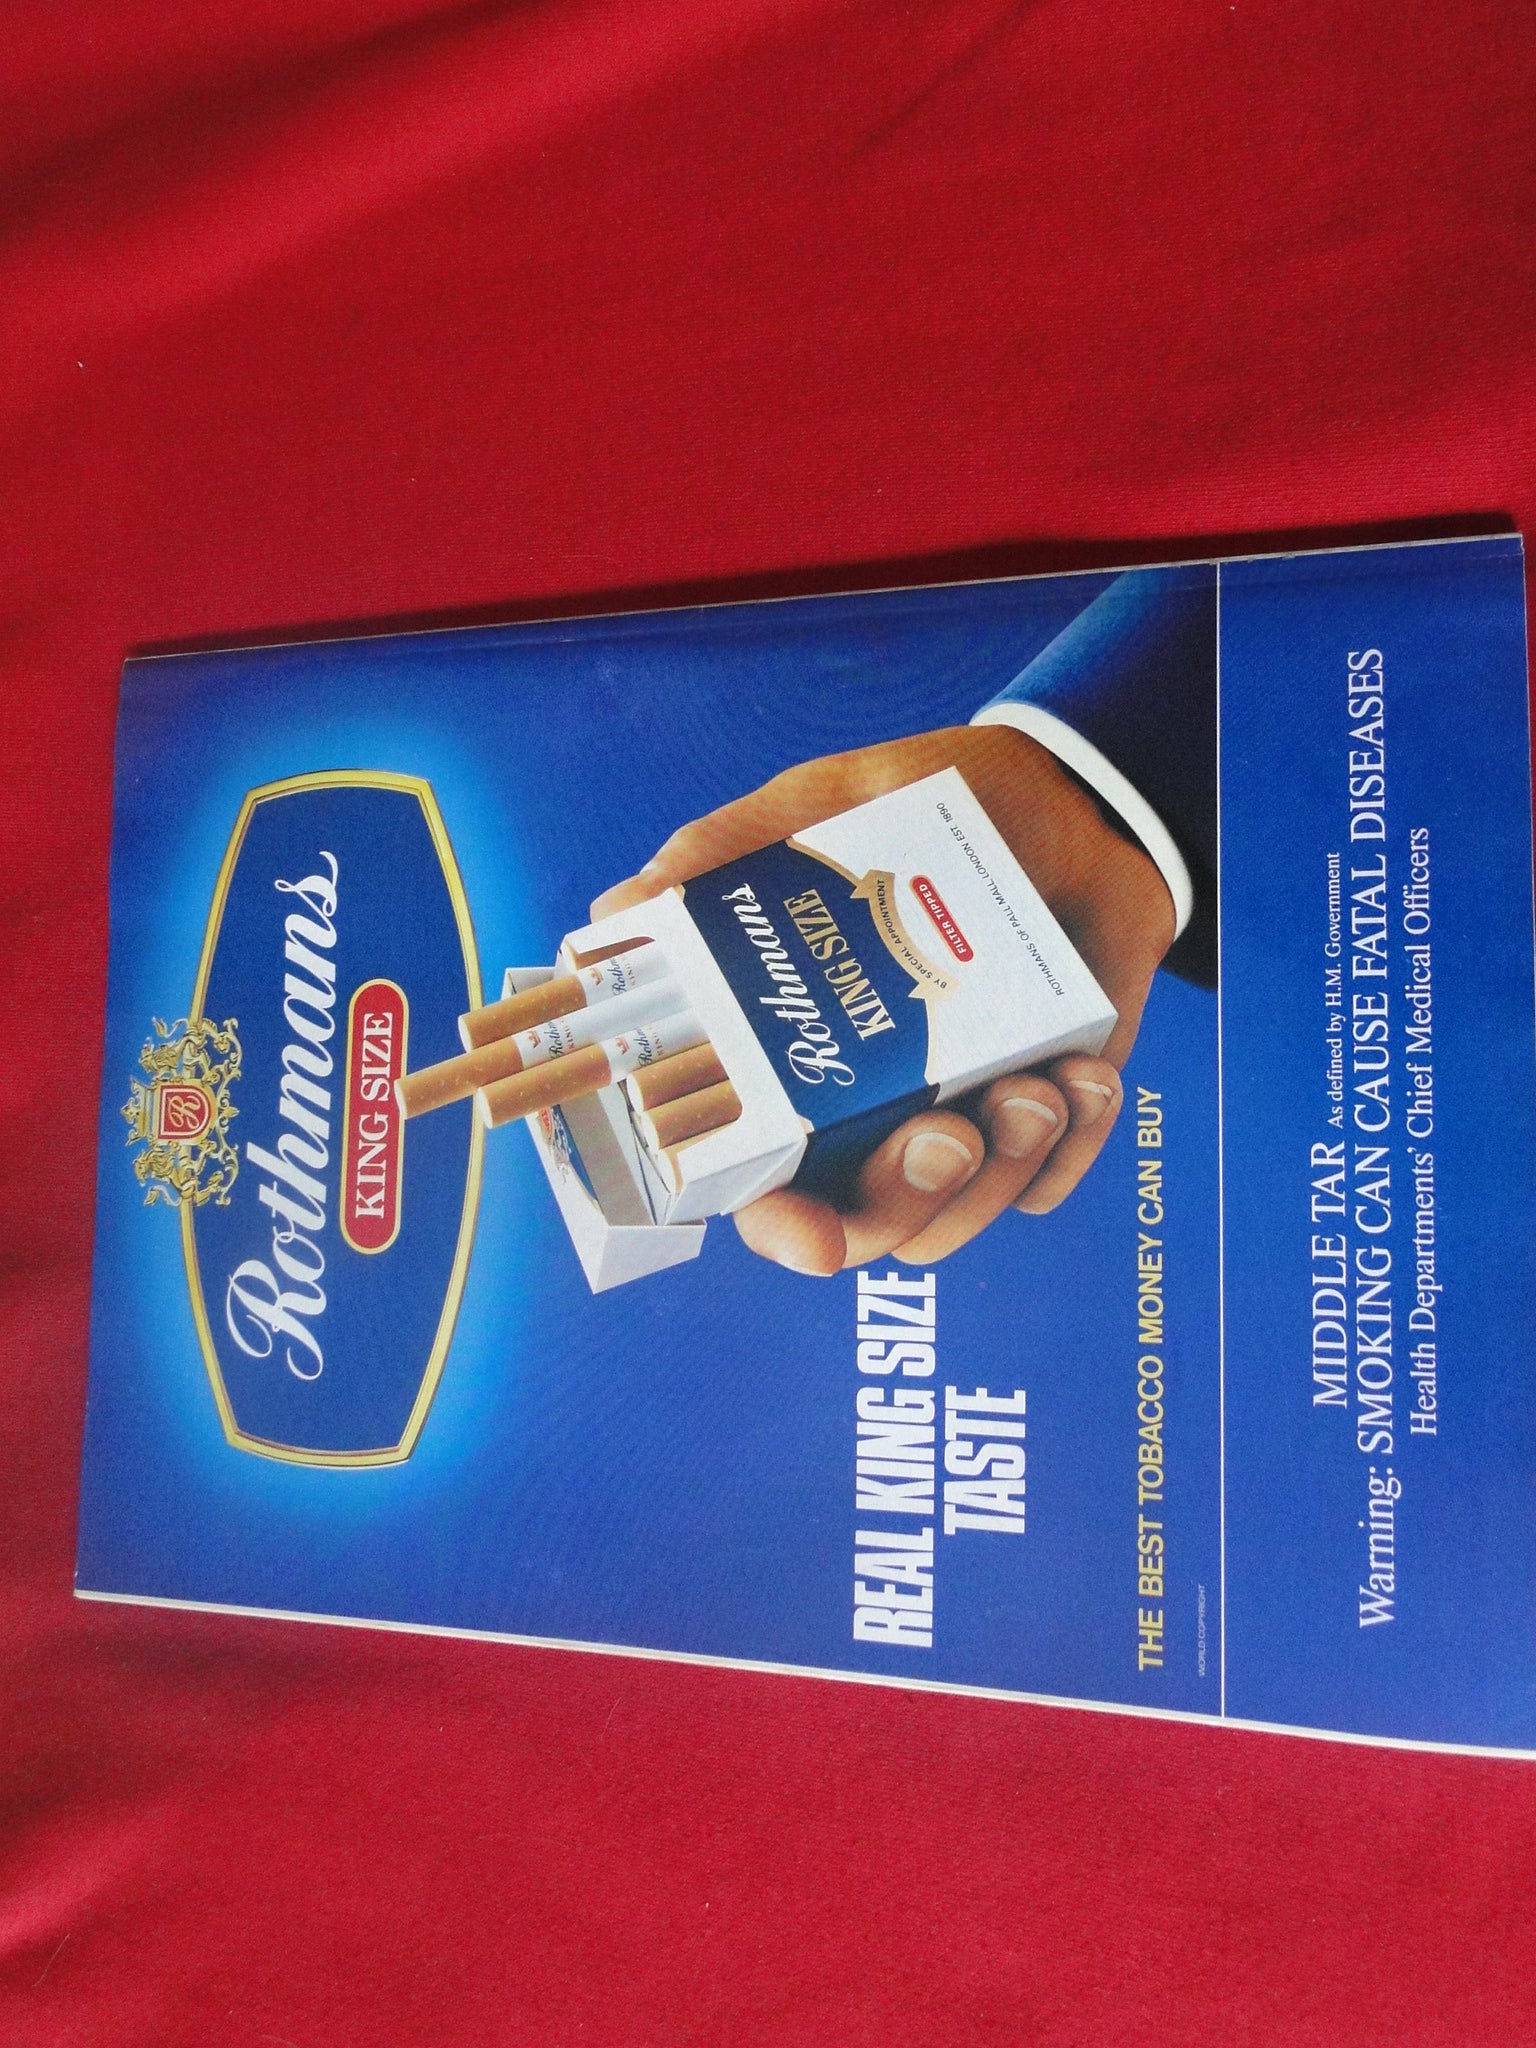 Rothmans
KING SIZE
Rothmans
KING SIZE
BY SPECIAL APPOINTMENT
FILTER TIPPED
ROTHMANS OF PALL MALL, LONDON EST. 1890
REAL KING SIZE
TASTE
THE BEST TOBACCO MONEY CAN BUY
WORLD COPYRIGHT
MIDDLE TAR As defined by H.M. Government
Warning: SMOKING CAN CAUSE FATAL DISEASES
Health Departments' Chief Medical Officers